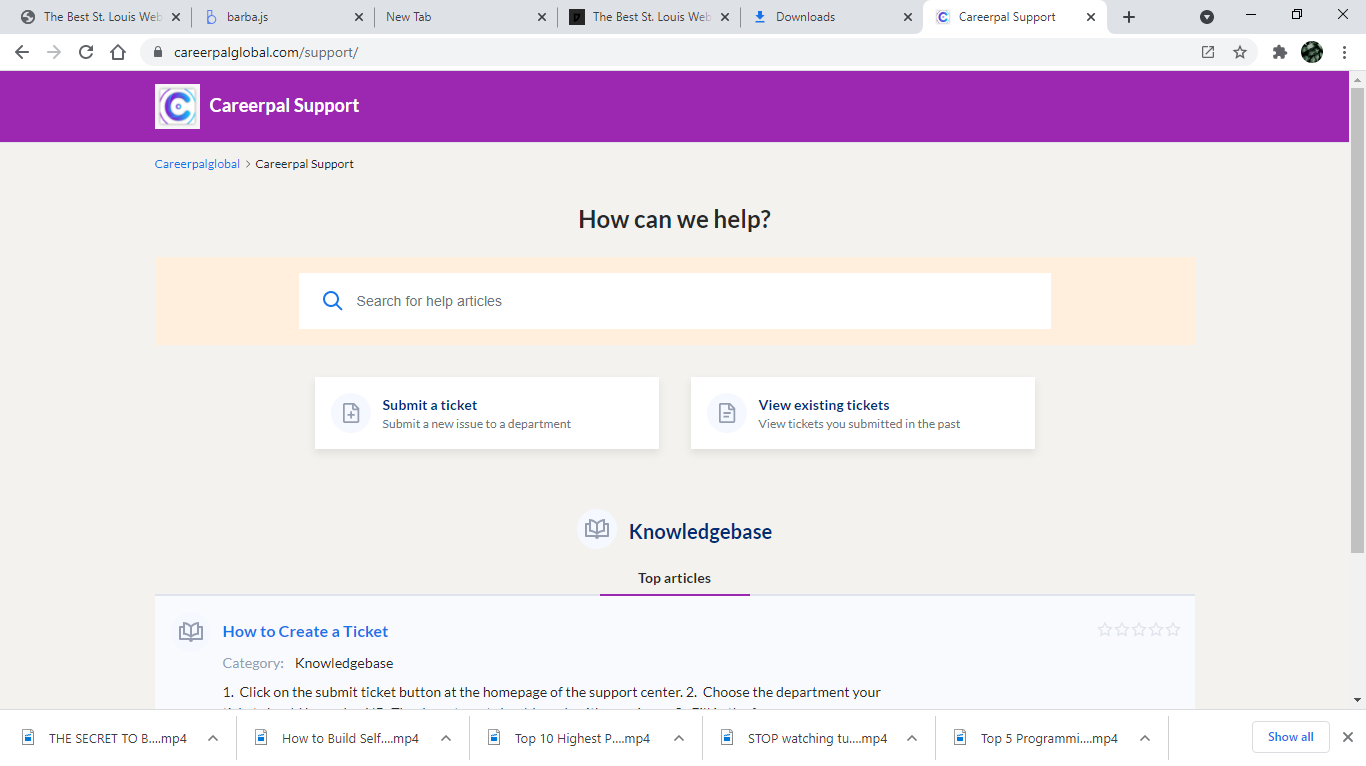 The Best St. Louis Web
barba.js
New Tab
The Best St. Louis Web
Downloads
Careerpal Support
careerpalglobal.com/support/
Careerpal Support
Careerpalglobal > Careerpal Support
How can we help?
Search for help articles
Submit a ticket
Submit a new issue to a department
View existing tickets
View tickets you submitted in the past
Knowledgebase
Top articles
How to Create a Ticket
Category: Knowledgebase
1. Click on the submit ticket button at the homepage of the support center. 2. Choose the department your
THE SECRET TO B....mp4
How to Build Self....mp4
Top 10 Highest P....mp4
STOP watching tu....mp4
Top 5 Programmi....mp4
Show all